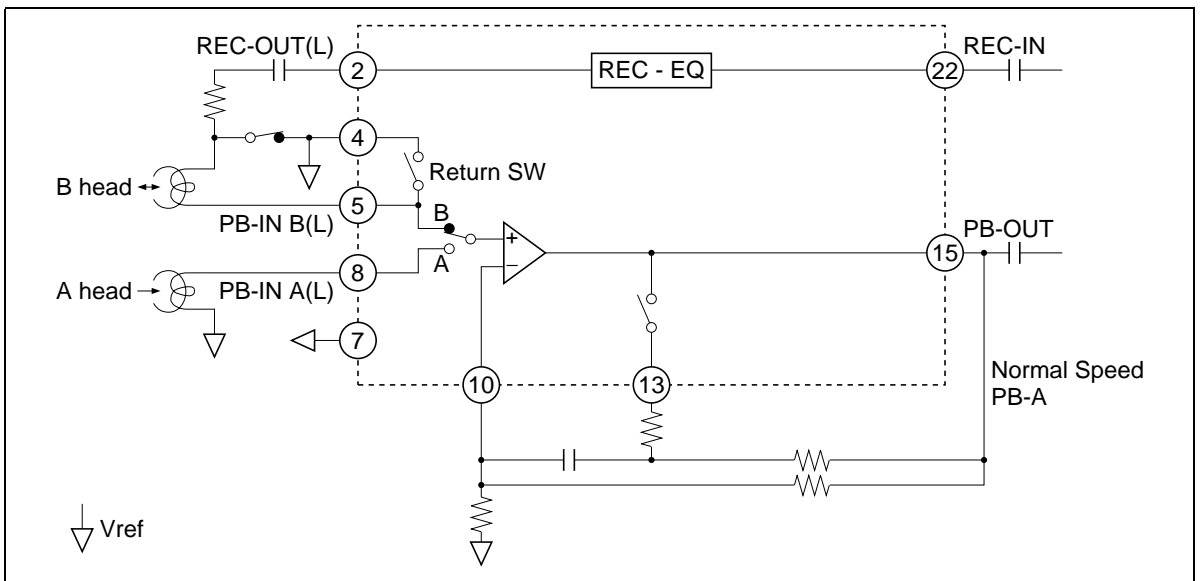 REC-OUT(L)
REC-IN
2
REC - EQ
22
4
Return SW
B head
5
PB-IN B(L)
B
PB-OUT
+
15
−
A
8
A head
PB-IN A(L)
7
10
13
Normal Speed
PB-A
Vref